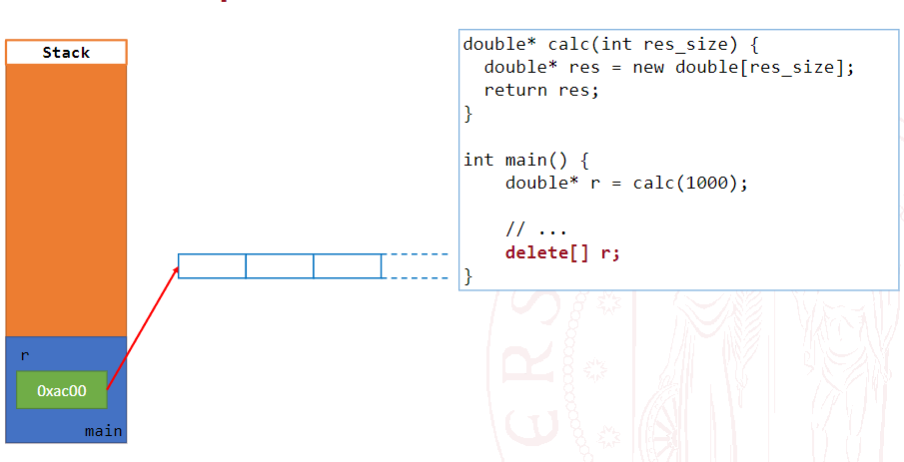 Stack
double* calc(int res_size) {
  double* res = new double[res_size];
  return res;
}
int main() {
    double* r = calc(1000);
    // ...
    delete[] r;
}
r
0xac00
main
ERS